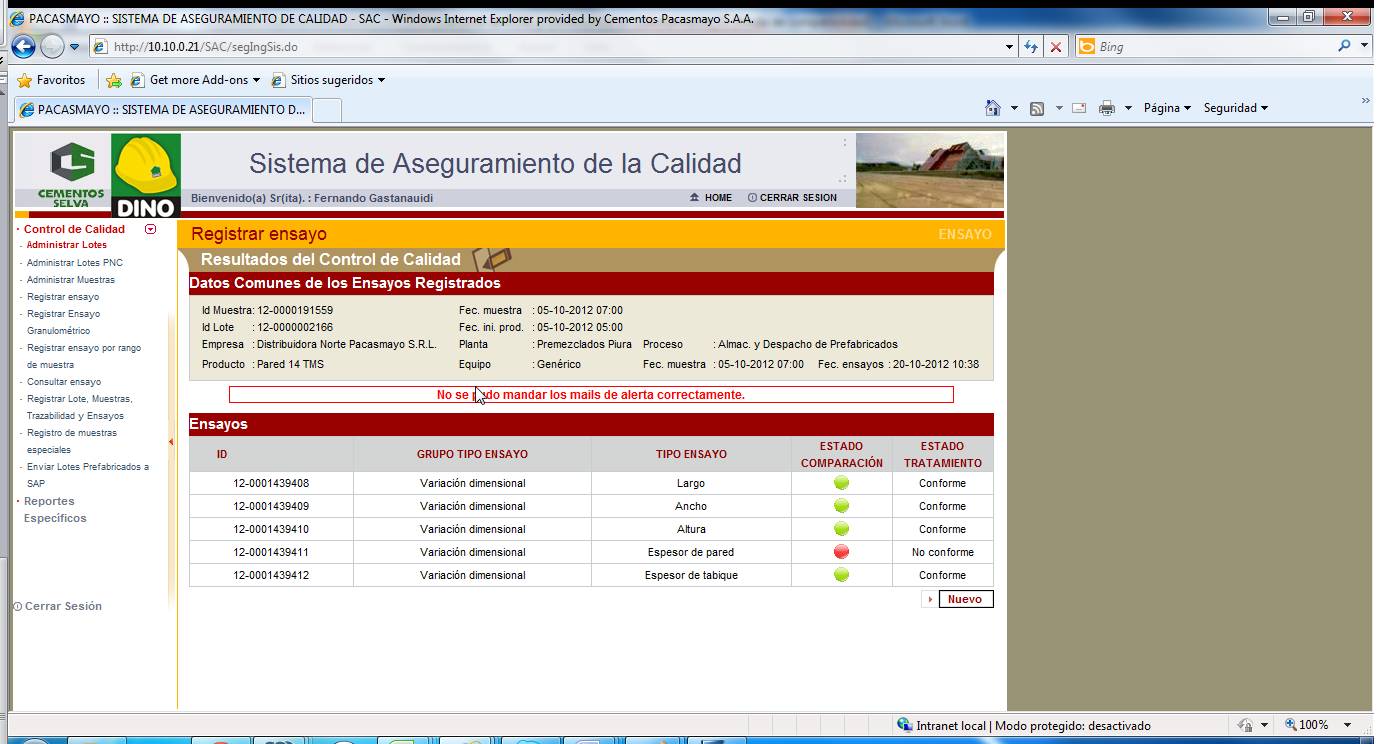 PACASMAYO :: SISTEMA DE ASEGURAMIENTO DE CALIDAD - SAC - Windows Internet Explorer provided by Cementos Pacasmayo S.A.A.
http://10.10.0.21/SAC/segIngSis.do
Bing
Favoritos Get more Add-ons Sitios sugeridos
PACASMAYO :: SISTEMA DE ASEGURAMIENTO D...
Página Seguridad
CEMENTOS SELVA
DINO
Sistema de Aseguramiento de la Calidad
Bienvenido(a) Sr(ita). : Fernando Gastanauidi
HOME CERRAR SESION
Control de Calidad
Administrar Lotes
Administrar Lotes PNC
Administrar Muestras
Registrar ensayo
Registrar Ensayo
Granulométrico
Registrar ensayo por rango
de muestra
Consultar ensayo
Registrar Lote, Muestras,
Trazabilidad y Ensayos
Registro de muestras
especiales
Enviar Lotes Prefabricados a
SAP
Reportes
Específicos
Cerrar Sesión
Registrar ensayo ENSAYO
Resultados del Control de Calidad
Datos Comunes de los Ensayos Registrados
Id Muestra: 12-0000191559 Fec. muestra : 05-10-2012 07:00
Id Lote : 12-0000002166 Fec. ini. prod. : 05-10-2012 05:00
Empresa : Distribuidora Norte Pacasmayo S.R.L. Planta : Premezclados Piura Proceso : Almac. y Despacho de Prefabricados
Producto : Pared 14 TMS Equipo : Genérico Fec. muestra : 05-10-2012 07:00 Fec. ensayos : 20-10-2012 10:38
No se pudo mandar los mails de alerta correctamente.
Ensayos
ID GRUPO TIPO ENSAYO TIPO ENSAYO ESTADO COMPARACIÓN ESTADO TRATAMIENTO
12-0001439408 Variación dimensional Largo Conforme
12-0001439409 Variación dimensional Ancho Conforme
12-0001439410 Variación dimensional Altura Conforme
12-0001439411 Variación dimensional Espesor de pared No conforme
12-0001439412 Variación dimensional Espesor de tabique Conforme
Nuevo
Intranet local | Modo protegido: desactivado 100%